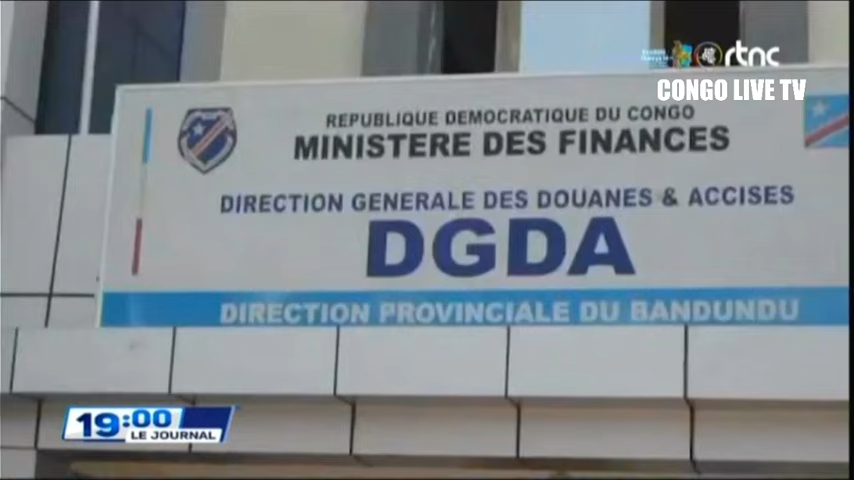 rtnc
CONGO LIVE TV
REPUBLIQUE DEMOCRATIQUE DU CONGO
MINISTERE DES FINANCES
DIRECTION GENERALE DES DOUANES & ACCISES
DGDA
DIRECTION PROVINCIALE DU BANDUNDU
19:00
LE JOURNAL